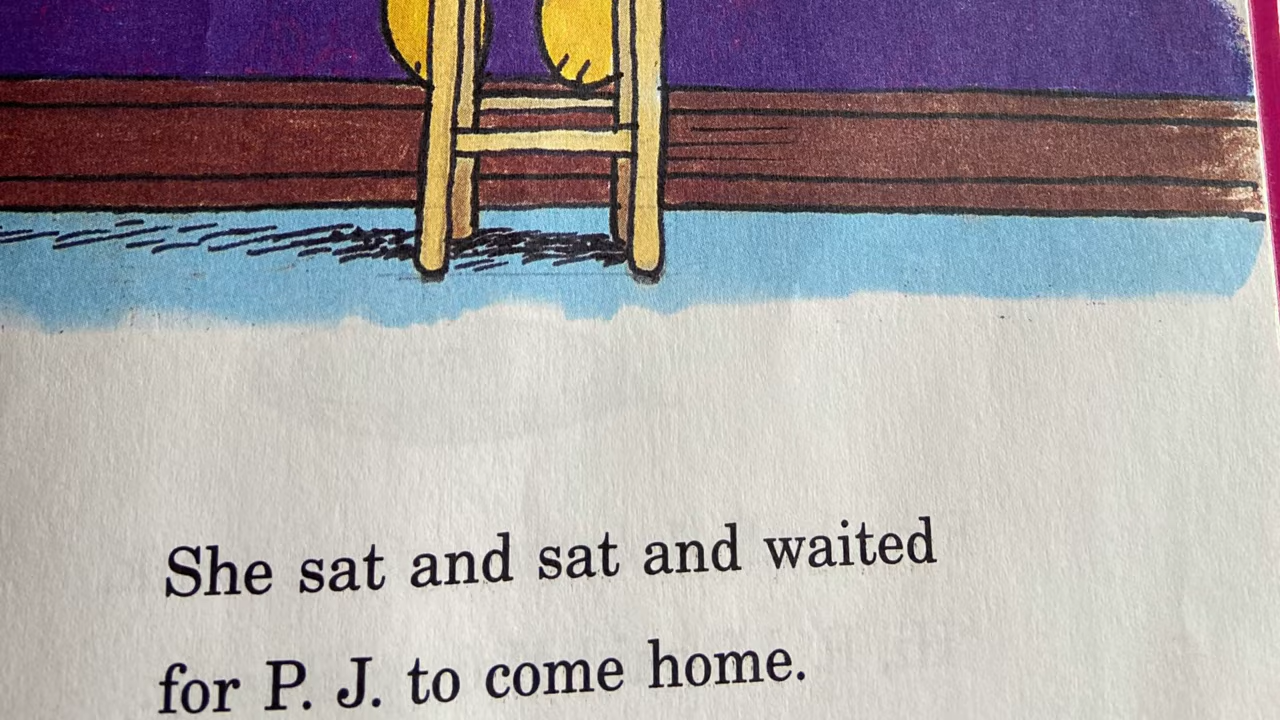 She sat and sat and waited
for P. J. to come home.